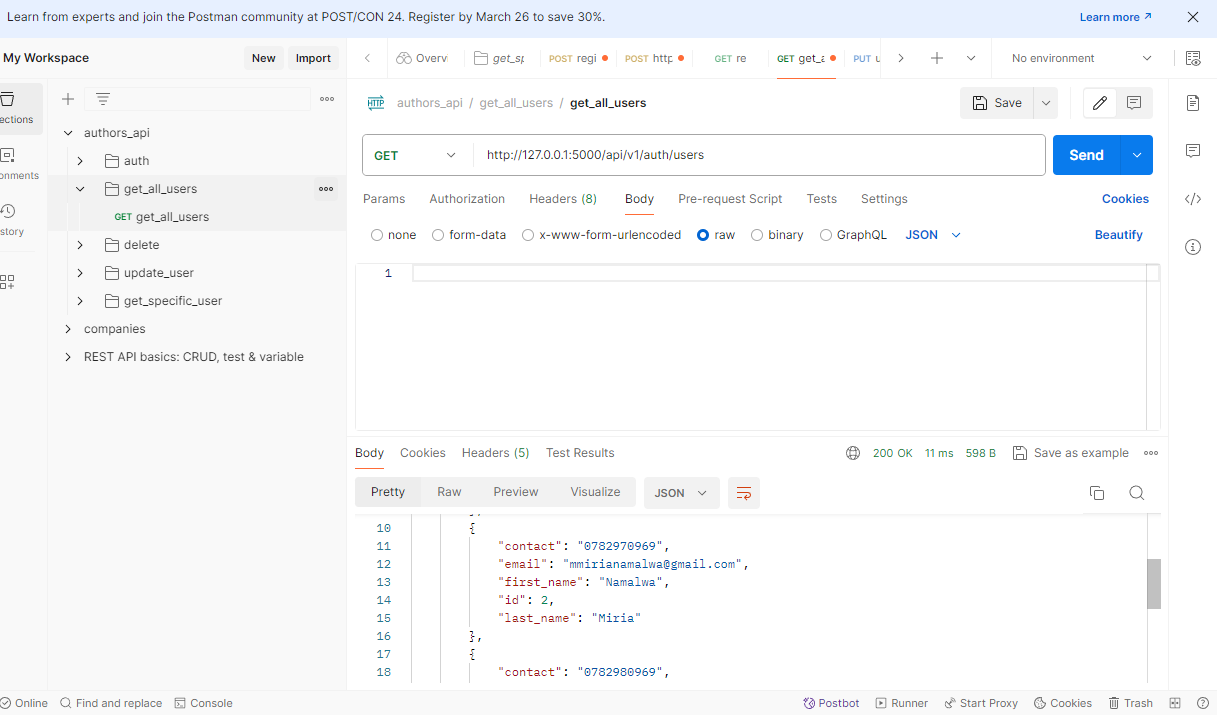 Learn from experts and join the Postman community at POST/CON 24. Register by March 26 to save 30%.
Learn more ↗
My Workspace
New
Import
Overv
get_sp
POST regi
POST http
GET re
GET get_a
PUT u
No environment
ections
onments
story
authors_api
auth
get_all_users
GET get_all_users
delete
update_user
get_specific_user
companies
REST API basics: CRUD, test & variable
HTTP authors_api / get_all_users / get_all_users
Save
GET
http://127.0.0.1:5000/api/v1/auth/users
Send
Params
Authorization
Headers (8)
Body
Pre-request Script
Tests
Settings
Cookies
none
form-data
x-www-form-urlencoded
raw
binary
GraphQL
JSON
Beautify
1
Body
Cookies
Headers (5)
Test Results
200 OK
11 ms
598 B
Save as example
Pretty
Raw
Preview
Visualize
JSON
10 {
11 "contact": "0782970969",
12 "email": "mmirianamalwa@gmail.com",
13 "first_name": "Namalwa",
14 "id": 2,
15 "last_name": "Miria"
16 },
17 {
18 "contact": "0782980969",
Online
Find and replace
Console
Postbot
Runner
Start Proxy
Cookies
Trash